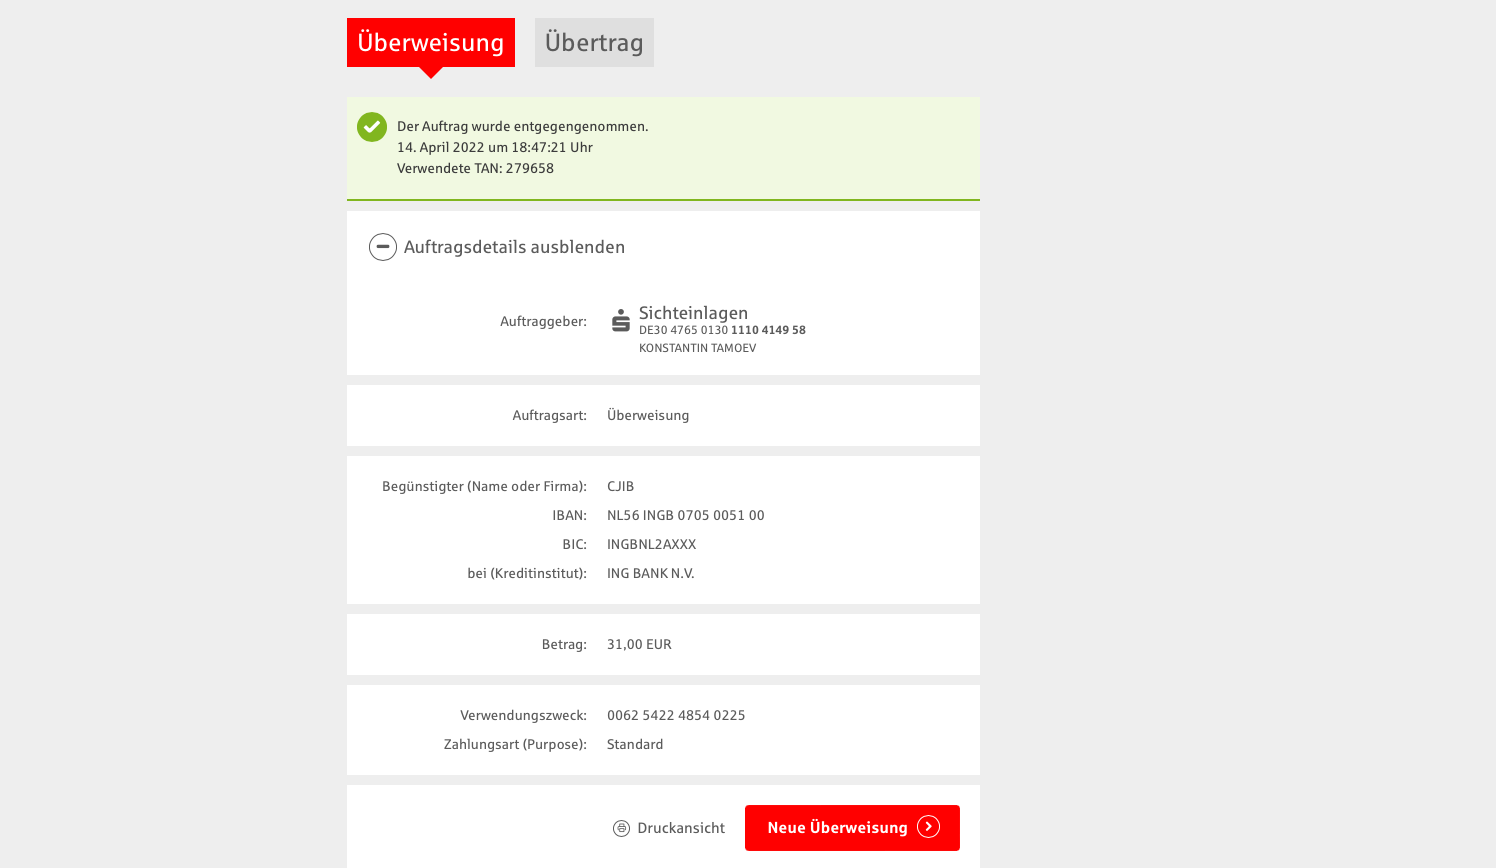 Überweisung Übertrag
Der Auftrag wurde entgegengenommen.
14. April 2022 um 18:47:21 Uhr
Verwendete TAN: 279658
Auftragsdetails ausblenden
Auftraggeber: Sichteinlagen
DE30 4765 0130 1110 4149 58
KONSTANTIN TAMOEV
Auftragsart: Überweisung
Begünstigter (Name oder Firma): CJIB
IBAN: NL56 INGB 0705 0051 00
BIC: INGBNL2AXXX
bei (Kreditinstitut): ING BANK N.V.
Betrag: 31,00 EUR
Verwendungszweck: 0062 5422 4854 0225
Zahlungsart (Purpose): Standard
Druckansicht Neue Überweisung